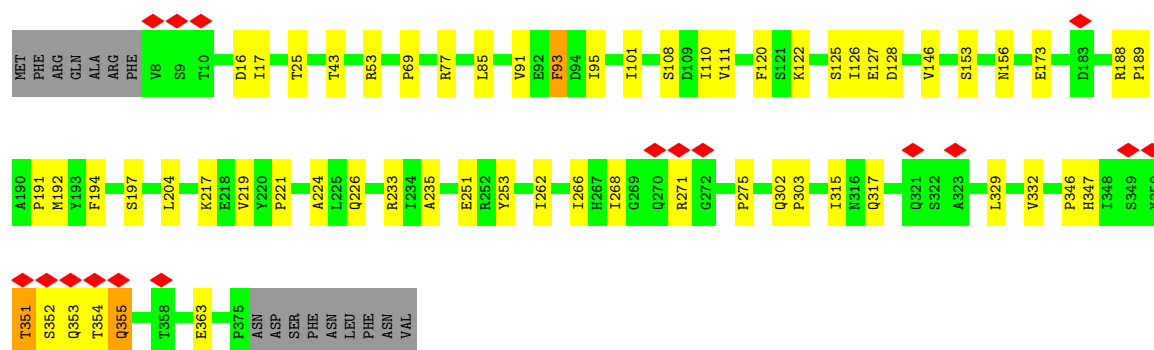 MET PHE ARG GLN ALA ARG PHE V8 S9 T10 D16 I17 T25 T43 R53 P69 R77 L85 V91 E92 F93 D94 I95 I101 S108 D109 I110 V111 F120 S121 K122 S125 I126 E127 D128 V146 S153 N156 E173 D183 R188 P189
A190 P191 M192 Y193 F194 S197 L204 K217 E218 V219 Y220 P221 A224 L225 Q226 R233 I234 A235 E251 R252 Y253 I262 I266 H267 I268 G269 Q270 R271 G272 P275 Q302 P303 I315 N316 Q317 Q321 S322 A323 L329 V332 P346 H347 I348 S349
T351 S352 Q353 T354 Q355 T358 E363 P375 ASN ASP SER PHE ASN LEU PHE ASN VAL